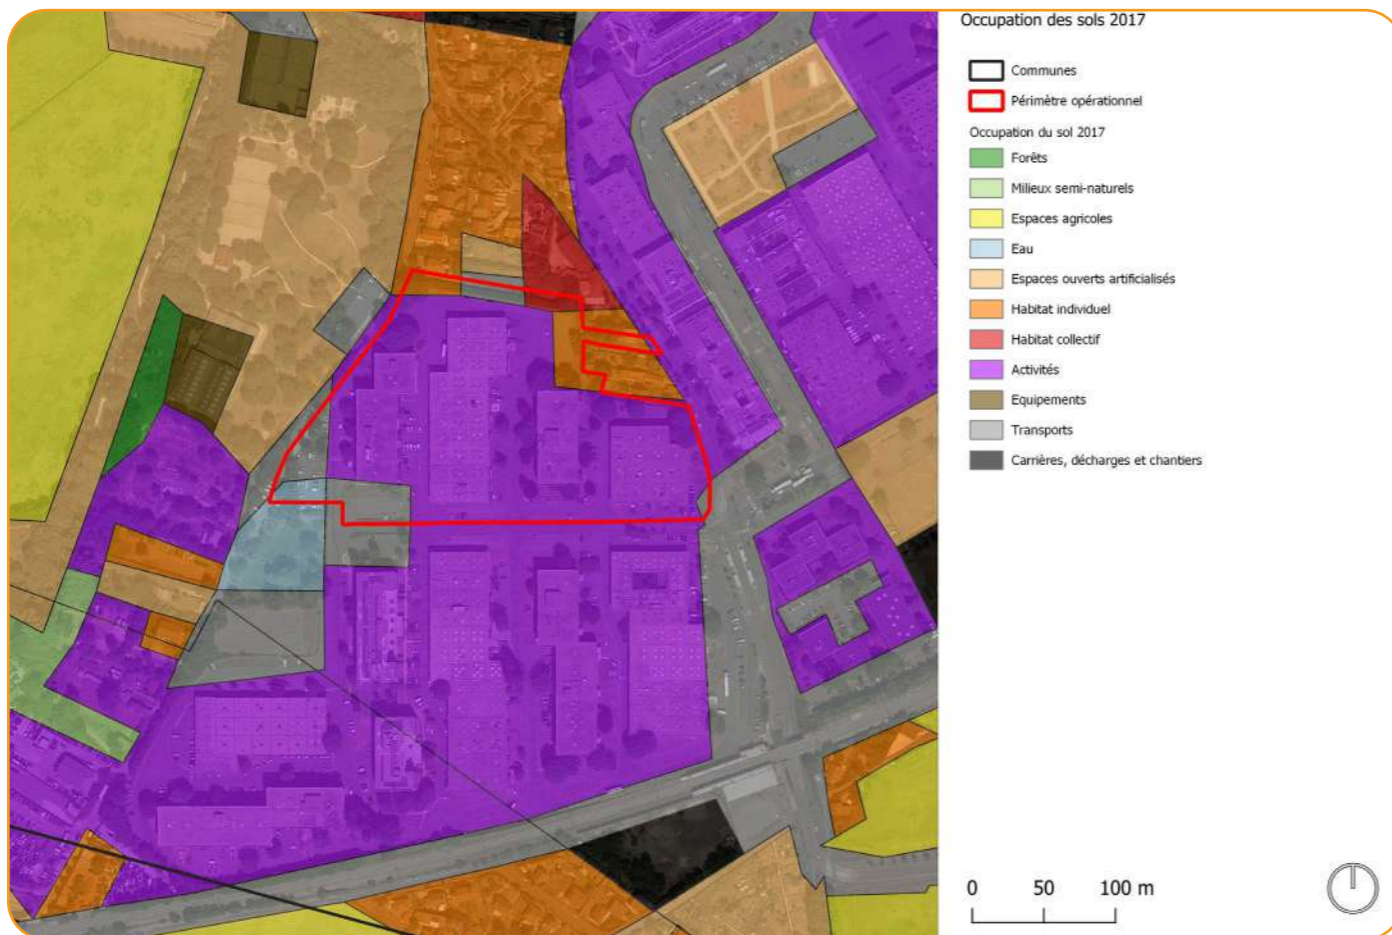 Occupation des sols 2017
Communes
Périmètre opérationnel
Occupation du sol 2017
Forêts
Milieux semi-naturels
Espaces agricoles
Eau
Espaces ouverts artificialisés
Habitat individuel
Habitat collectif
Activités
Equipements
Transports
Carrières, décharges et chantiers
0 50 100 m